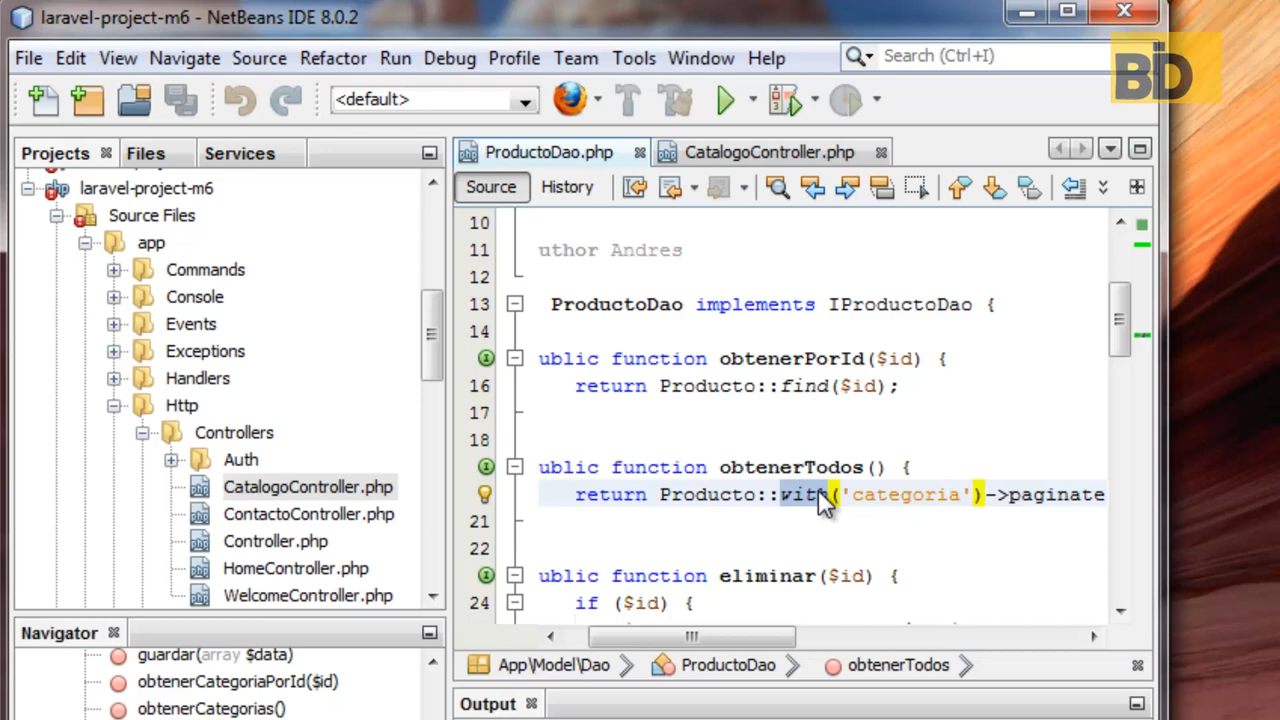 laravel-project-m6 - NetBeans IDE 8.0.2
File Edit View Navigate Source Refactor Run Debug Profile Team Tools Window Help
Search (Ctrl+I)
BD
<default>
Projects Files Services
laravel-project-m6
Source Files
app
Commands
Console
Events
Exceptions
Handlers
Http
Controllers
Auth
CatalogoController.php
ContactoController.php
Controller.php
HomeController.php
WelcomeController.php
Navigator
guardar(array $data)
obtenerCategoriaPorId($id)
obtenerCategorias()
ProductoDao.php CatalogoController.php
Source History
10
11 uthor Andres
12
13 ProductoDao implements IProductoDao {
14
ublic function obtenerPorId($id) {
16 return Producto::find($id);
17
18
ublic function obtenerTodos() {
return Producto::with('categoria')->paginate
21
22
ublic function eliminar($id) {
24 if ($id) {
App\Model\Dao ProductoDao obtenerTodos
Output